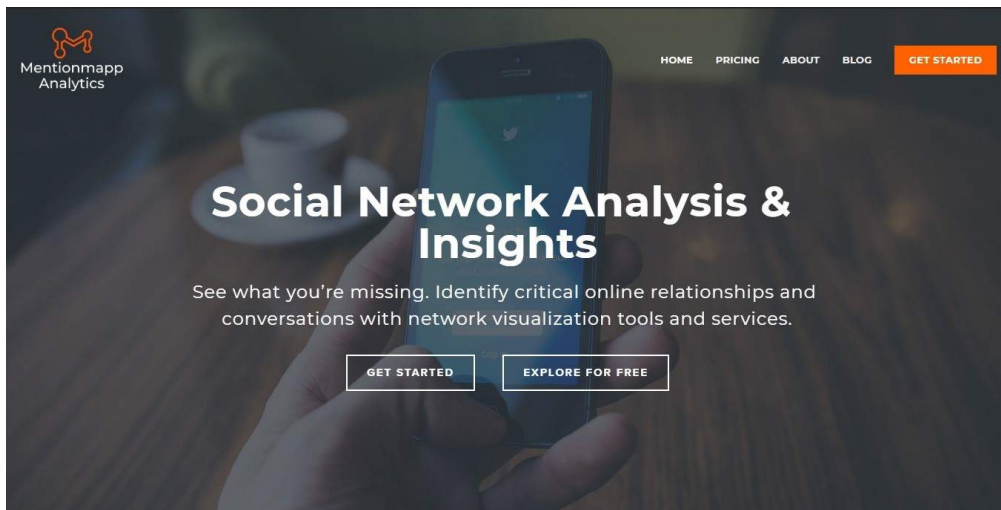 Mentionmapp
Analytics
HOME PRICING ABOUT BLOG GET STARTED
Social Network Analysis &
Insights
See what you’re missing. Identify critical online relationships and
conversations with network visualization tools and services.
GET STARTED EXPLORE FOR FREE